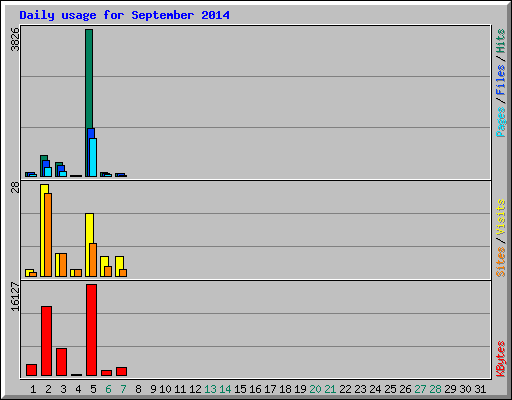 Daily usage for September 2014
3826
Pages / Files / Hits
28
Sites / Visits
16127
KBytes
1 2 3 4 5 6 7 8 9 10 11 12 13 14 15 16 17 18 19 20 21 22 23 24 25 26 27 28 29 30 31